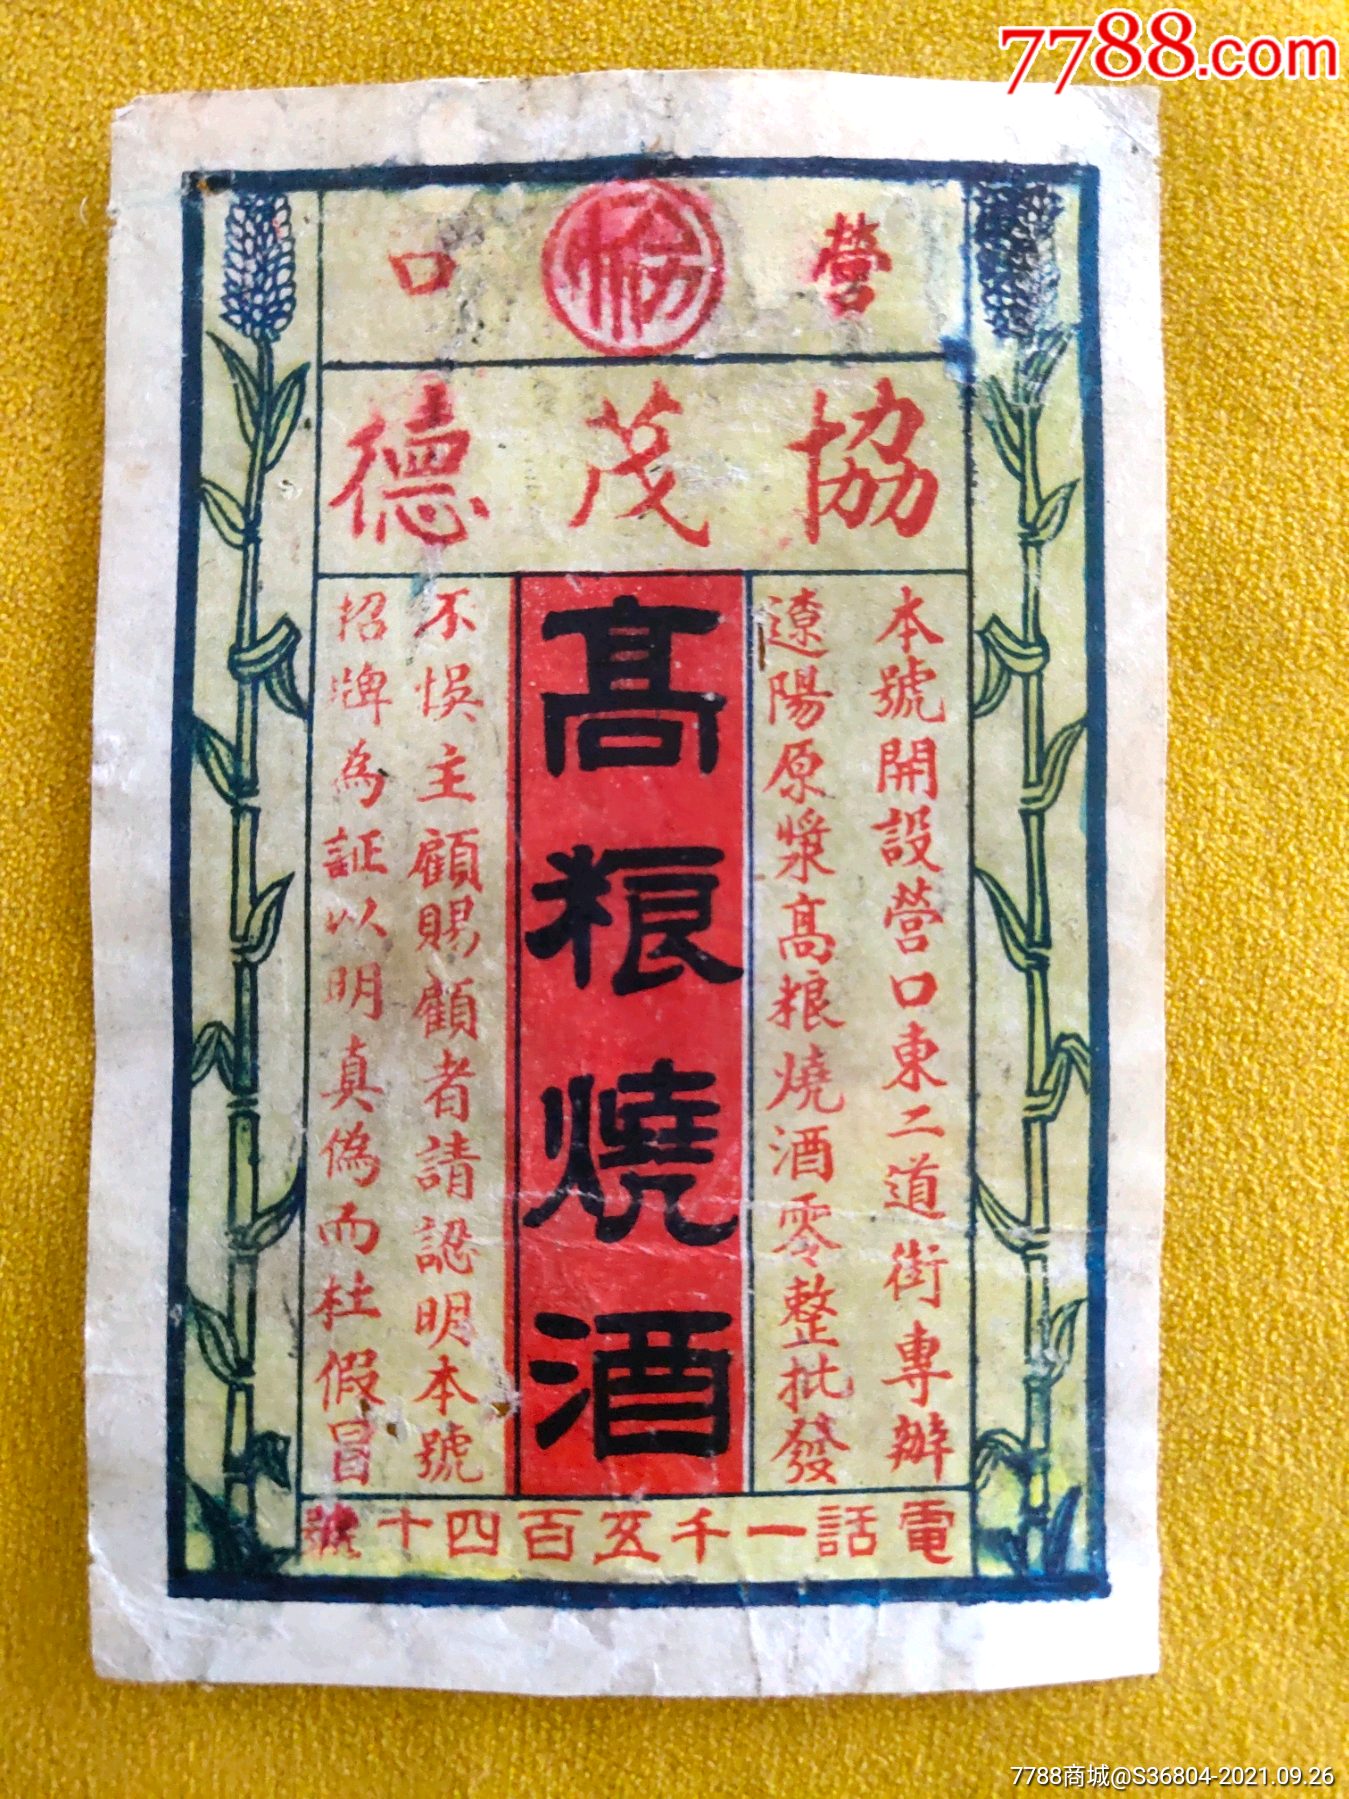 7788.com
營 協 口
協茂德
本號開設營口東二道街專辦
遼陽原漿高粮燒酒零整批發
高粮燒酒
不悮主顧賜顧者請認明本號
招牌為証以明真偽而杜假冒
電話一千五百四十號
7788商城@S36804-2021.09.26